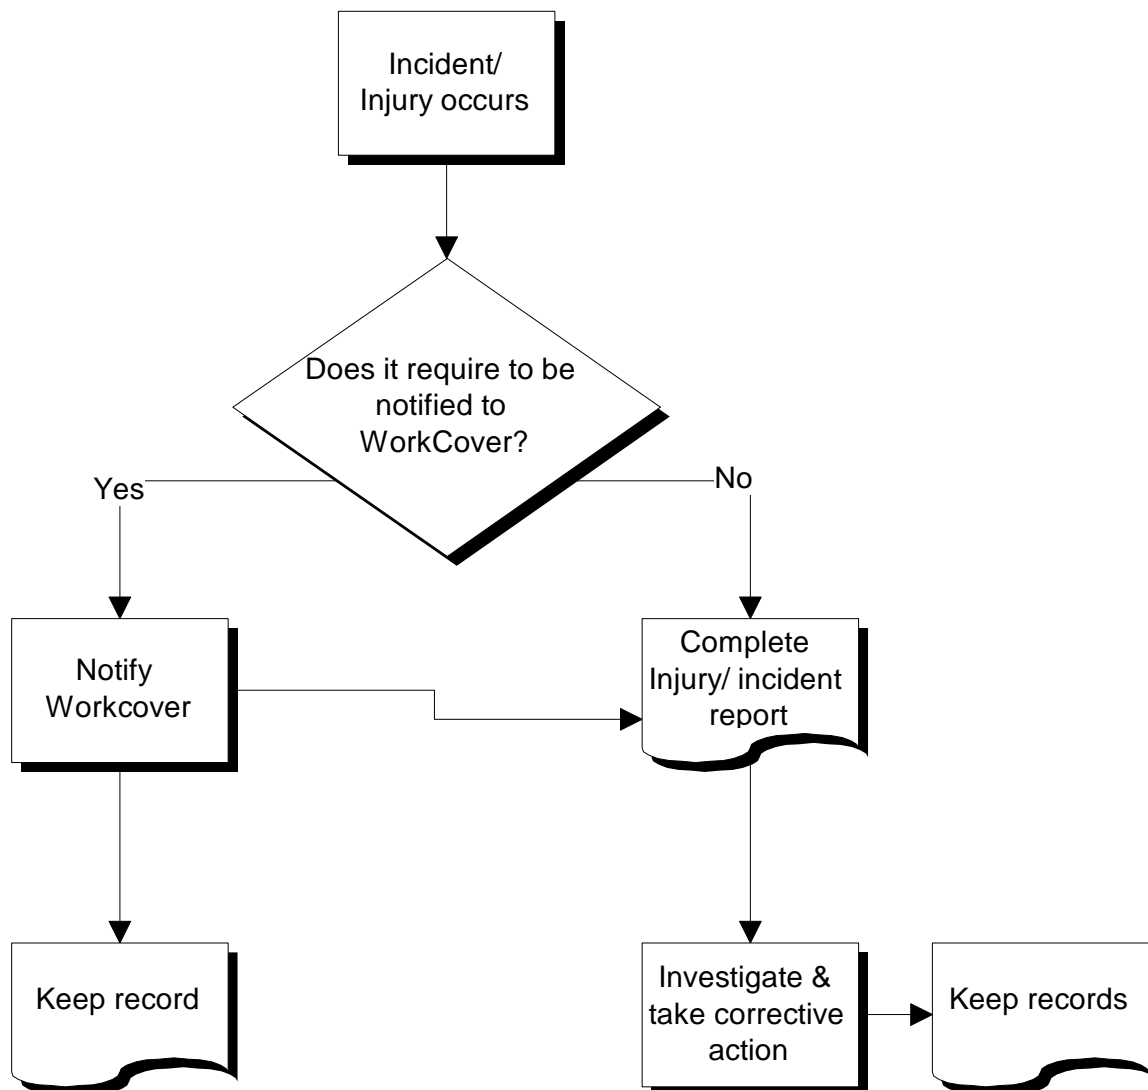 Incident/
Injury occurs
Does it require to be
notified to
WorkCover?
Yes
No
Notify
Workcover
Complete
Injury/ incident
report
Keep record
Investigate &
take corrective
action
Keep records